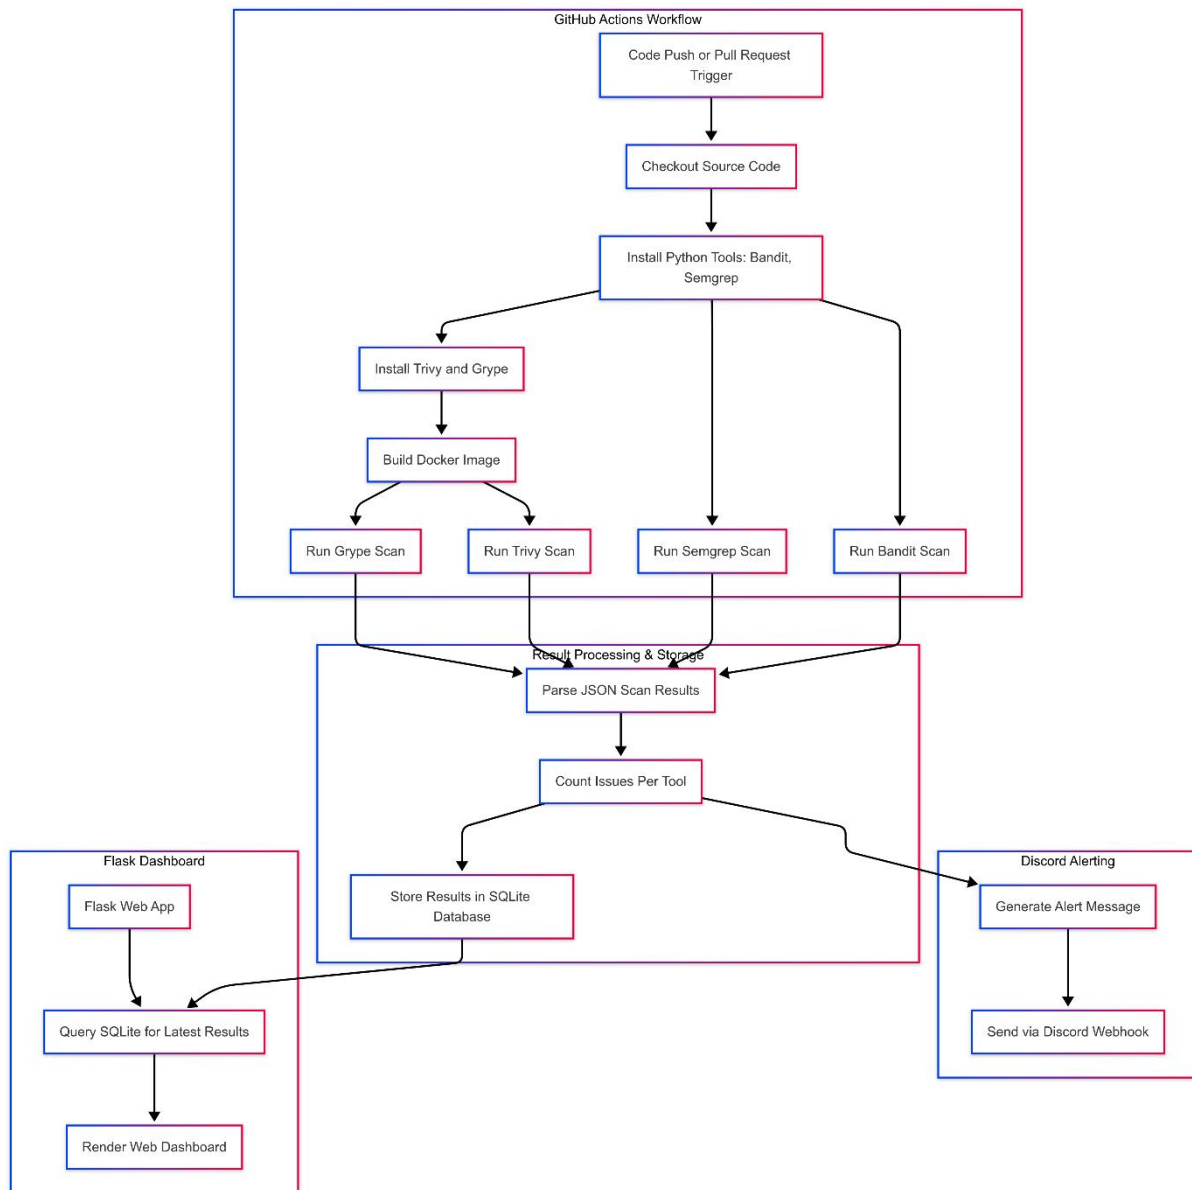 GitHub Actions Workflow
Code Push or Pull Request
Trigger
Checkout Source Code
Install Python Tools: Bandit,
Semgrep
Install Trivy and Grype
Build Docker Image
Run Grype Scan
Run Trivy Scan
Run Semgrep Scan
Run Bandit Scan
Result Processing & Storage
Parse JSON Scan Results
Count Issues Per Tool
Store Results in SQLite
Database
Flask Dashboard
Flask Web App
Query SQLite for Latest Results
Render Web Dashboard
Discord Alerting
Generate Alert Message
Send via Discord Webhook